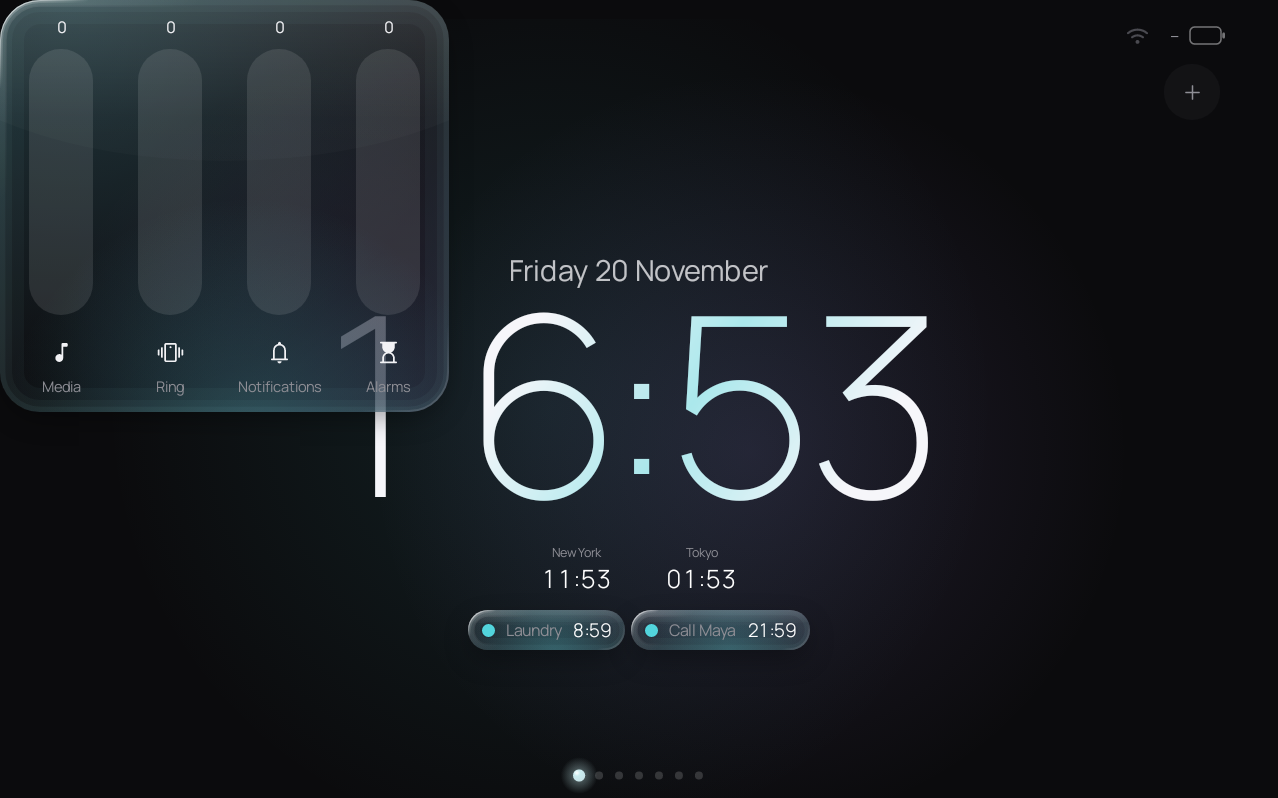 0 0 0 0
–
+
Friday 20 November
16:53
Media Ring Notifications Alarms
New York Tokyo
11:53 01:53
Laundry 8:59 Call Maya 21:59